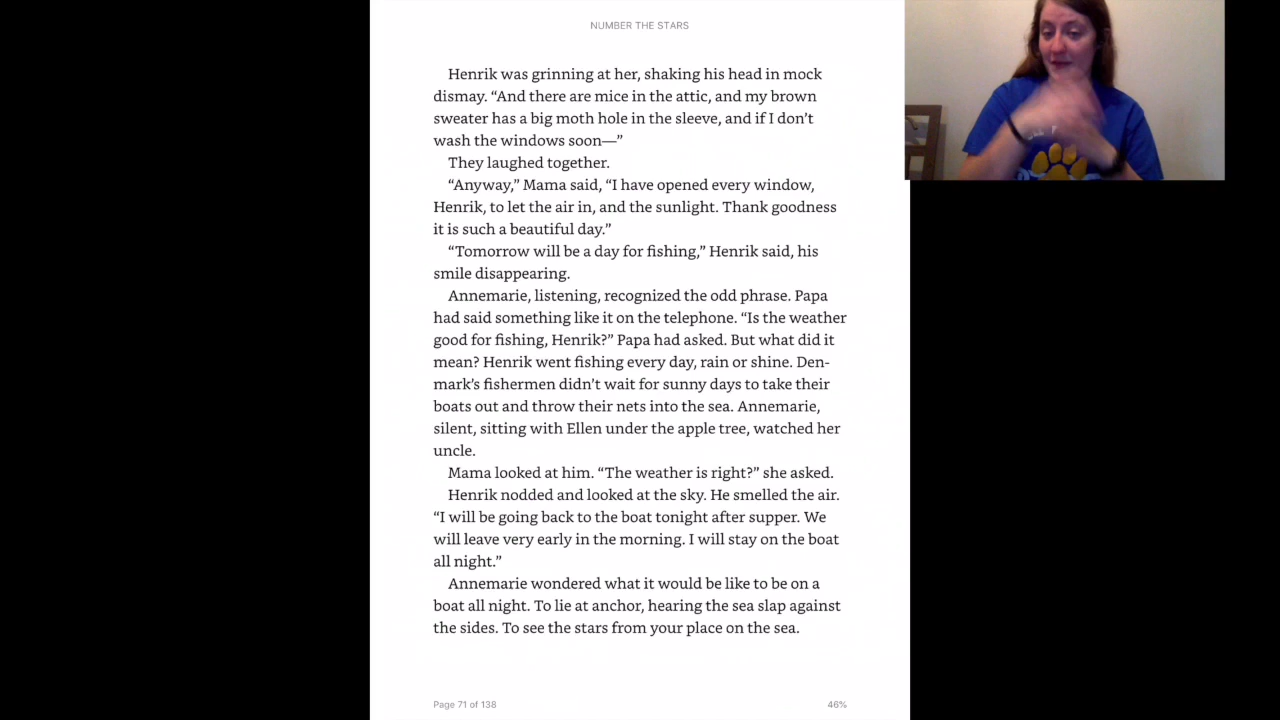 NUMBER THE STARS
Henrik was grinning at her, shaking his head in mock
dismay. “And there are mice in the attic, and my brown
sweater has a big moth hole in the sleeve, and if I don’t
wash the windows soon—”
They laughed together.
“Anyway,” Mama said, “I have opened every window,
Henrik, to let the air in, and the sunlight. Thank goodness
it is such a beautiful day.”
“Tomorrow will be a day for fishing,” Henrik said, his
smile disappearing.
Annemarie, listening, recognized the odd phrase. Papa
had said something like it on the telephone. “Is the weather
good for fishing, Henrik?” Papa had asked. But what did it
mean? Henrik went fishing every day, rain or shine. Den-
mark’s fishermen didn’t wait for sunny days to take their
boats out and throw their nets into the sea. Annemarie,
silent, sitting with Ellen under the apple tree, watched her
uncle.
Mama looked at him. “The weather is right?” she asked.
Henrik nodded and looked at the sky. He smelled the air.
“I will be going back to the boat tonight after supper. We
will leave very early in the morning. I will stay on the boat
all night.”
Annemarie wondered what it would be like to be on a
boat all night. To lie at anchor, hearing the sea slap against
the sides. To see the stars from your place on the sea.
Page 71 of 138
46%